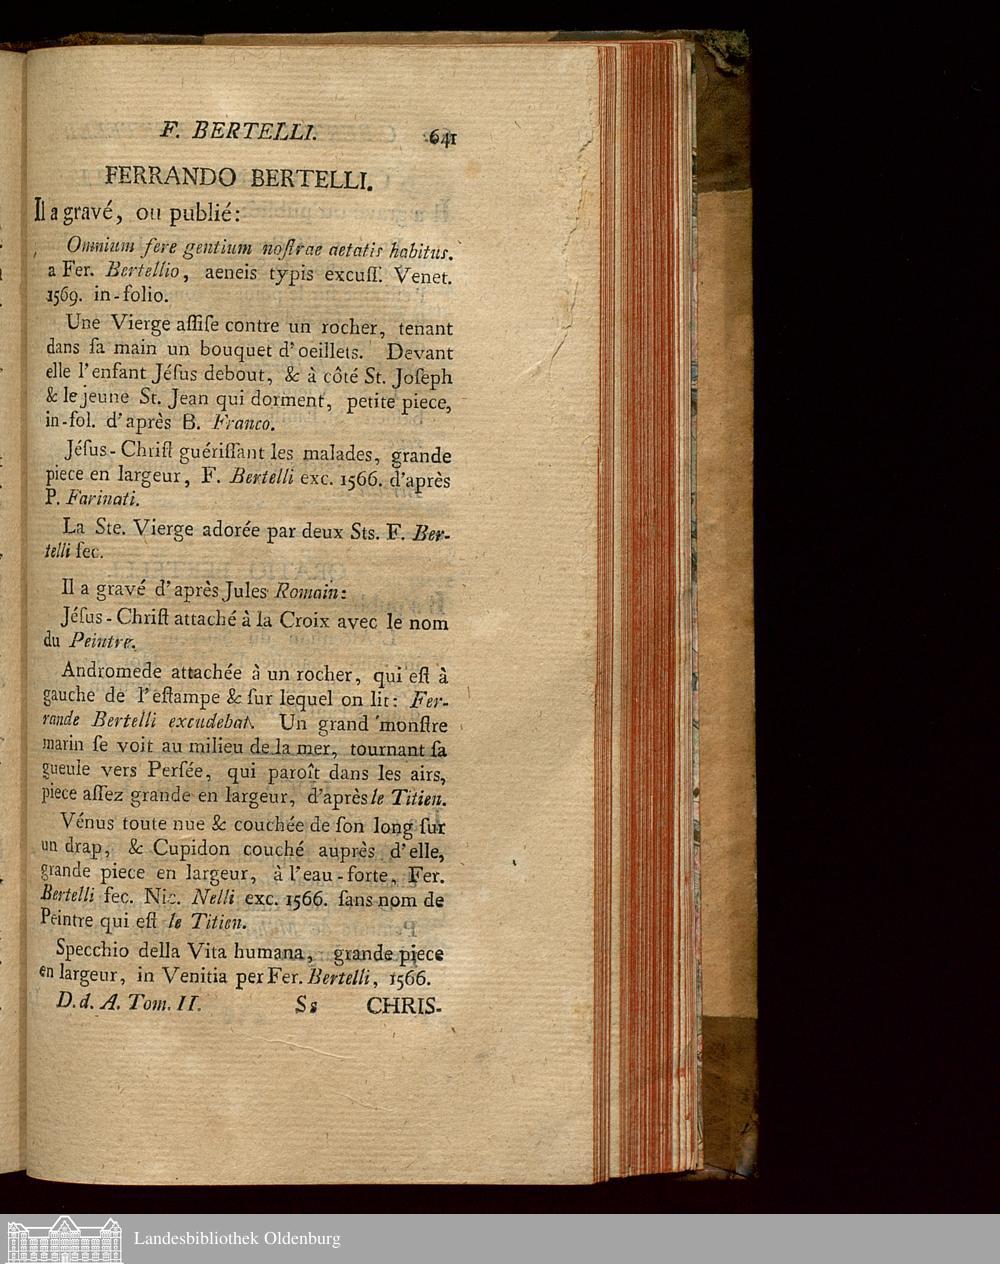 F. BERTELLI. 641
FERRANDO BERTELLI.
Il a gravé, ou publié:
Omnium fere gentium noſtrae aetatis habitus.
a Fer. Bertellio, aeneis typis excuſſ. Venet.
1569. in-folio.
Une Vierge aſſiſe contre un rocher, tenant
dans ſa main un bouquet d'oeillets. Devant
elle l'enfant Jéſus debout, & à côté St. Joſeph
& le jeune St. Jean qui dorment, petite piece,
in-fol. d'après B. Franco.
Jéſus-Chriſt guériſſant les malades, grande
piece en largeur, F. Bertelli exc. 1566. d'après
P. Farinati.
La Ste. Vierge adorée par deux Sts. F. Ber-
telli fec.
Il a gravé d'après Jules Romain:
Jéſus-Chriſt attaché à la Croix avec le nom
du Peintre.
Andromede attachée à un rocher, qui eſt à
gauche de l'eſtampe & ſur lequel on lit: Fer-
rande Bertelli excudebat. Un grand monſtre
marin ſe voit au milieu de la mer, tournant ſa
gueule vers Perſée, qui paroît dans les airs,
piece aſſez grande en largeur, d'après le Titien.
Vénus toute nue & couchée de ſon long ſur
un drap, & Cupidon couché auprès d'elle,
grande piece en largeur, à l'eau-forte, Fer.
Bertelli fec. Nic. Nelli exc. 1566. ſans nom de
Peintre qui eſt le Titien.
Specchio della Vita humana, grande piece
en largeur, in Venitia per Fer. Bertelli, 1566.
D. d. A. Tom. II. Ss CHRIS-
Landesbibliothek Oldenburg